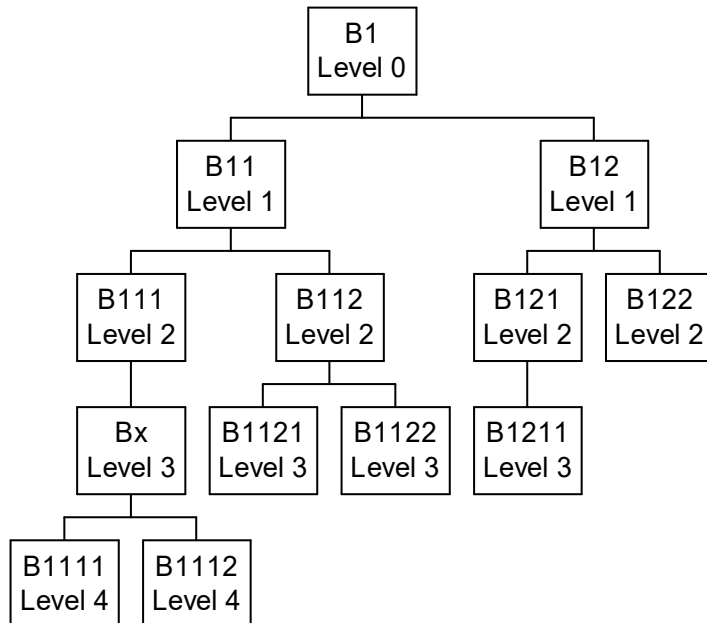 B1
Level 0
B11
Level 1
B12
Level 1
B111
Level 2
B112
Level 2
B121
Level 2
B122
Level 2
Bx
Level 3
B1121
Level 3
B1122
Level 3
B1211
Level 3
B1111
Level 4
B1112
Level 4